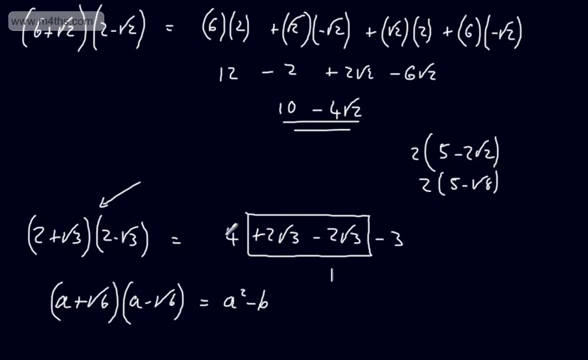 www.m4ths.com
(6+√2)(2-√2) = (6)(2) +(√2)(-√2) +(√2)(2) +(6)(-√2)
12 - 2 + 2√2 - 6√2
10 - 4√2
2(5-2√2)
2(5-√8)
(2+√3)(2-√3) = 4 +2√3 - 2√3 - 3
1
(a+√b)(a-√b) = a² - b